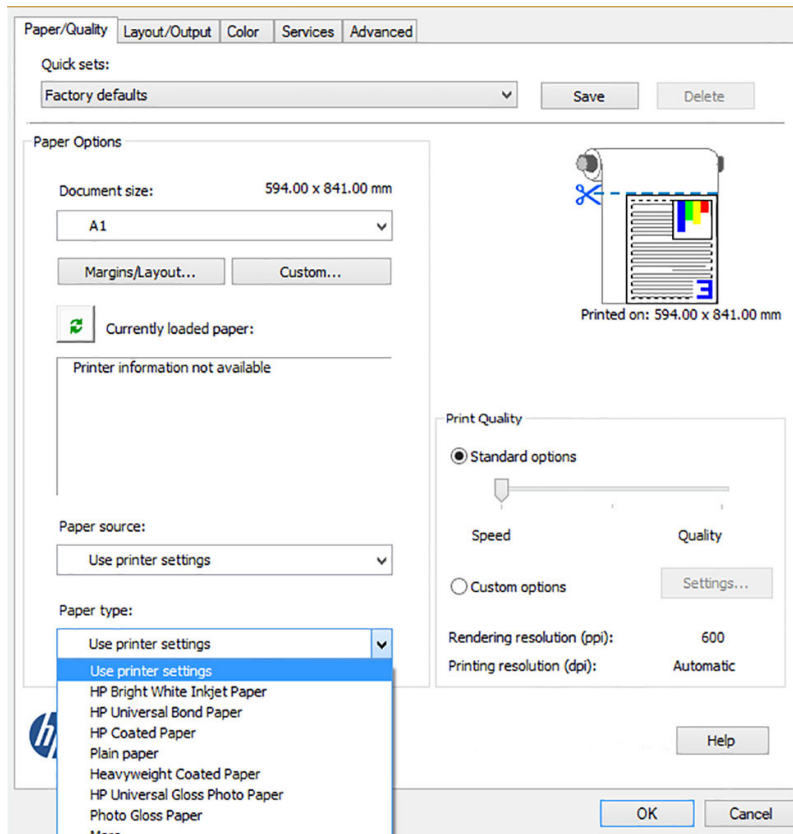 Paper/Quality Layout/Output Color Services Advanced
Quick sets:
Factory defaults
Save Delete
Paper Options
Document size: 594.00 x 841.00 mm
A1
Margins/Layout... Custom...
Currently loaded paper:
Printer information not available
3
Printed on: 594.00 x 841.00 mm
Print Quality
Standard options
Speed Quality
Custom options Settings...
Rendering resolution (ppi): 600
Printing resolution (dpi): Automatic
Paper source:
Use printer settings
Paper type:
Use printer settings
Use printer settings
HP Bright White Inkjet Paper
HP Universal Bond Paper
HP Coated Paper
Plain paper
Heavyweight Coated Paper
HP Universal Gloss Photo Paper
Photo Gloss Paper
Help
OK Cancel